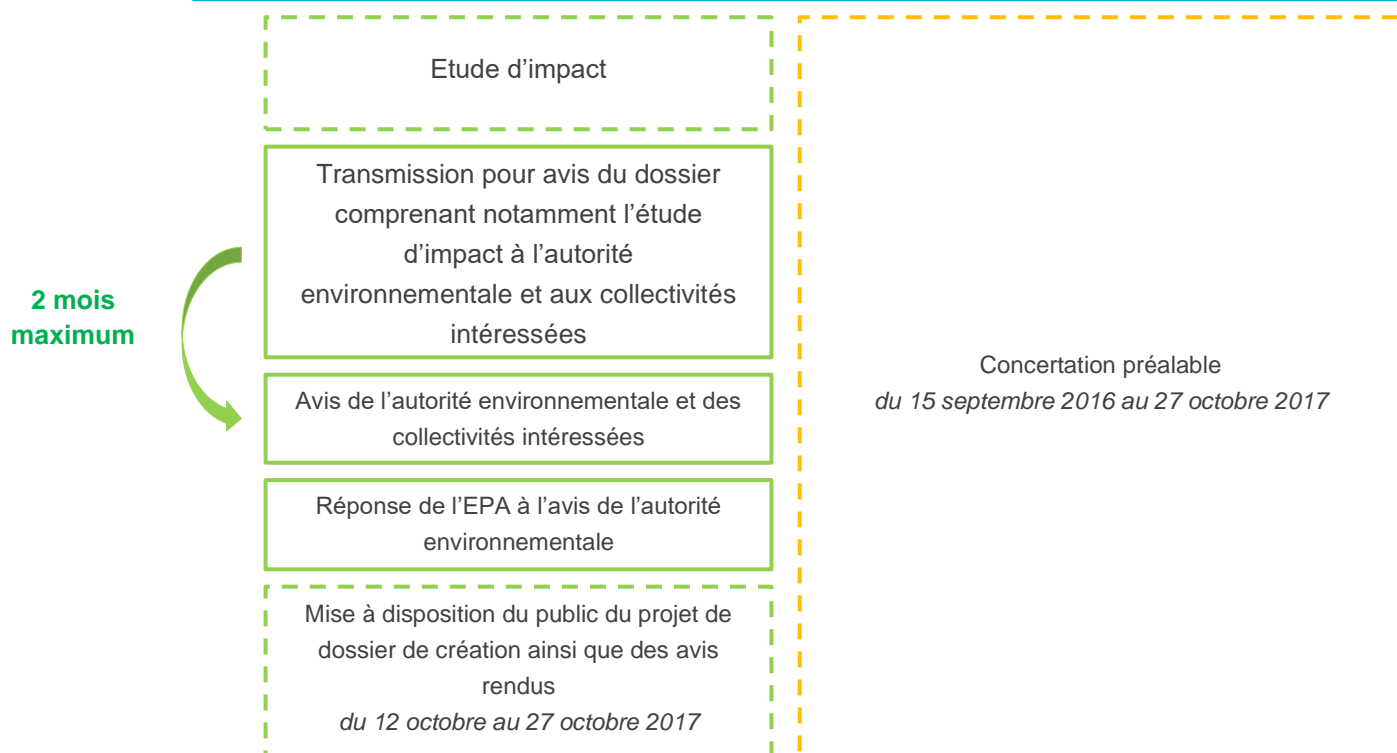 Etude d’impact
Transmission pour avis du dossier
comprenant notamment l’étude
d’impact à l’autorité
environnementale et aux collectivités
intéressées
2 mois
maximum
Avis de l’autorité environnementale et des
collectivités intéressées
Réponse de l’EPA à l’avis de l’autorité
environnementale
Mise à disposition du public du projet de
dossier de création ainsi que des avis
rendus
du 12 octobre au 27 octobre 2017
Concertation préalable
du 15 septembre 2016 au 27 octobre 2017